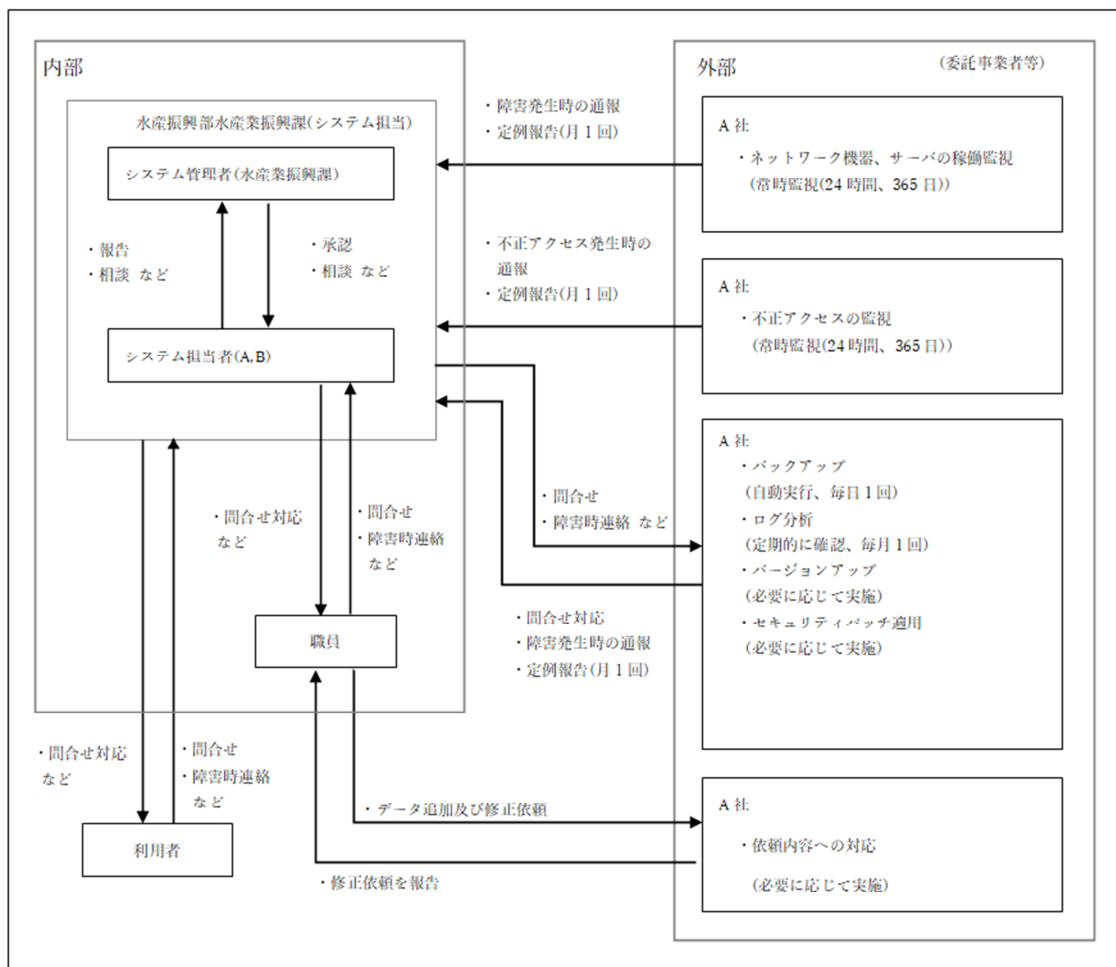 内部
水産振興部水産業振興課(システム担当)
システム管理者(水産業振興課)
・報告
・相談 など
・承認
・相談 など
システム担当者(A,B)
・問合せ対応
など
・問合せ
・障害時連絡
など
職員
・問合せ対応
など
・問合せ
・障害時連絡
など
利用者
・障害発生時の通報
・定例報告(月1回)
・不正アクセス発生時の
通報
・定例報告(月1回)
・問合せ
・障害時連絡 など
・問合せ対応
・障害発生時の通報
・定例報告(月1回)
・データ追加及び修正依頼
・修正依頼を報告
外部
(委託事業者等)
A社
・ネットワーク機器、サーバの稼働監視
(常時監視(24時間、365日))
A社
・不正アクセスの監視
(常時監視(24時間、365日))
A社
・バックアップ
(自動実行、毎日1回)
・ログ分析
(定期的に確認、毎月1回)
・バージョンアップ
(必要に応じて実施)
・セキュリティパッチ適用
(必要に応じて実施)
A社
・依頼内容への対応
(必要に応じて実施)